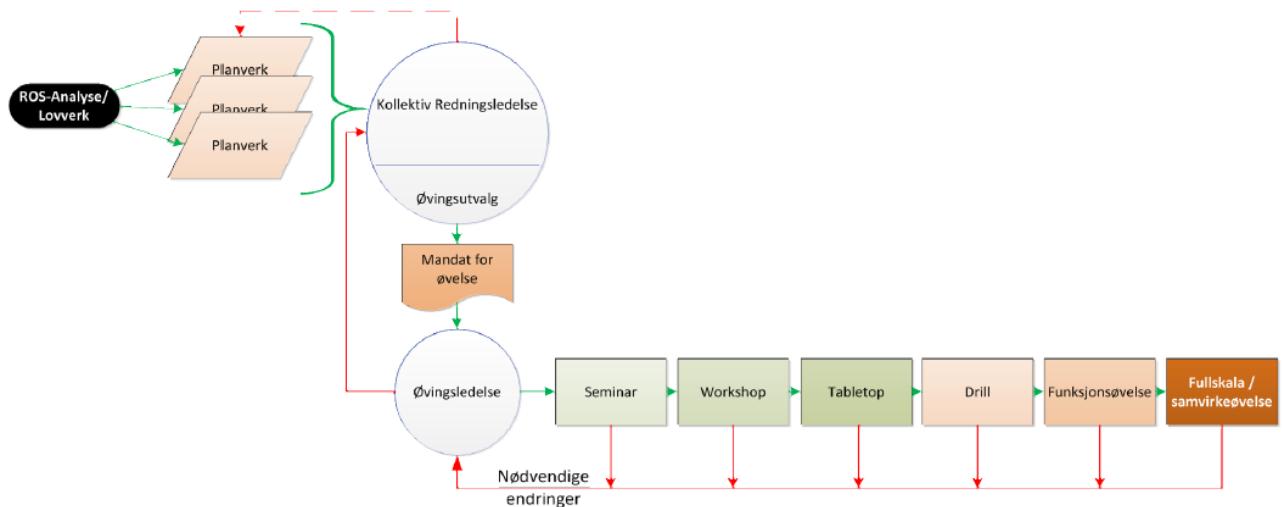 Planverk
ROS-Analyse/
Lovverk
Planverk
Planverk
Kollektiv Redningsledelse
Øvingsutvalg
Mandat for
øvelse
Øvingsledelse
Seminar
Workshop
Tabletop
Drill
Funksjonsøvelse
Fullskala /
samvirkeøvelse
Nødvendige
endringer